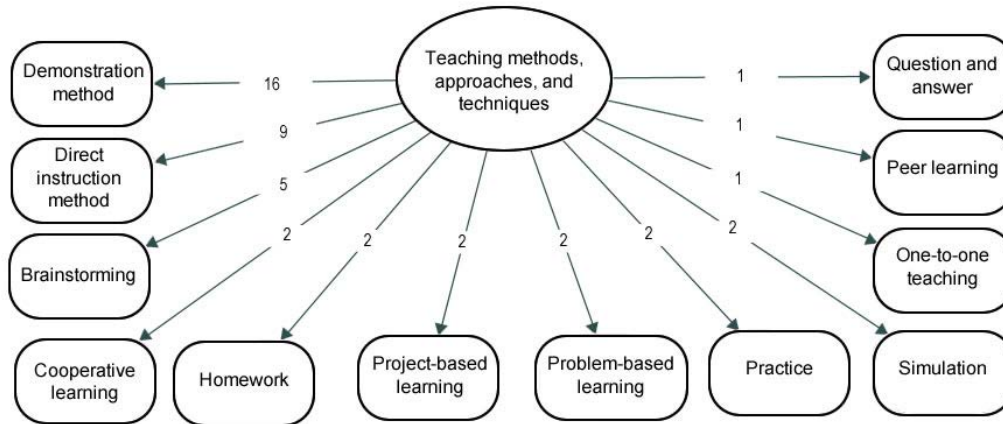 Teaching methods,
approaches, and
techniques
Demonstration
method
16
Direct
instruction
method
9
Brainstorming
5
Cooperative
learning
2
Homework
2
Project-based
learning
2
Problem-based
learning
2
Practice
2
Simulation
2
One-to-one
teaching
1
Peer learning
1
Question and
answer
1